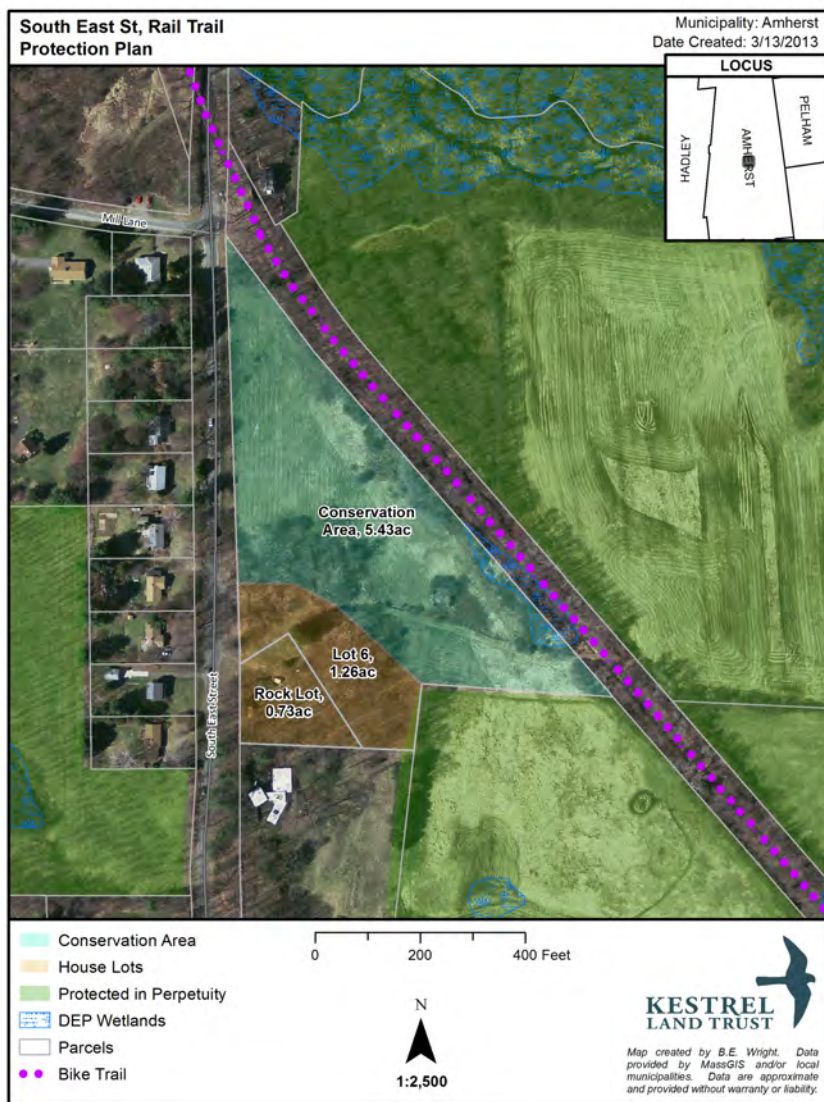 South East St, Rail Trail
Protection Plan
Municipality: Amherst
Date Created: 3/13/2013
LOCUS
HADLEY
AMHERST
PELHAM
Mill Lane
Conservation
Area, 5.43ac
Lot 6,
1.26ac
Rock Lot,
0.73ac
South East Street
Conservation Area
House Lots
Protected in Perpetuity
DEP Wetlands
Parcels
Bike Trail
0 200 400 Feet
N
1:2,500
KESTREL
LAND TRUST
Map created by B.E. Wright. Data
provided by MassGIS and/or local
municipalities. Data are approximate
and provided without warranty or liability.